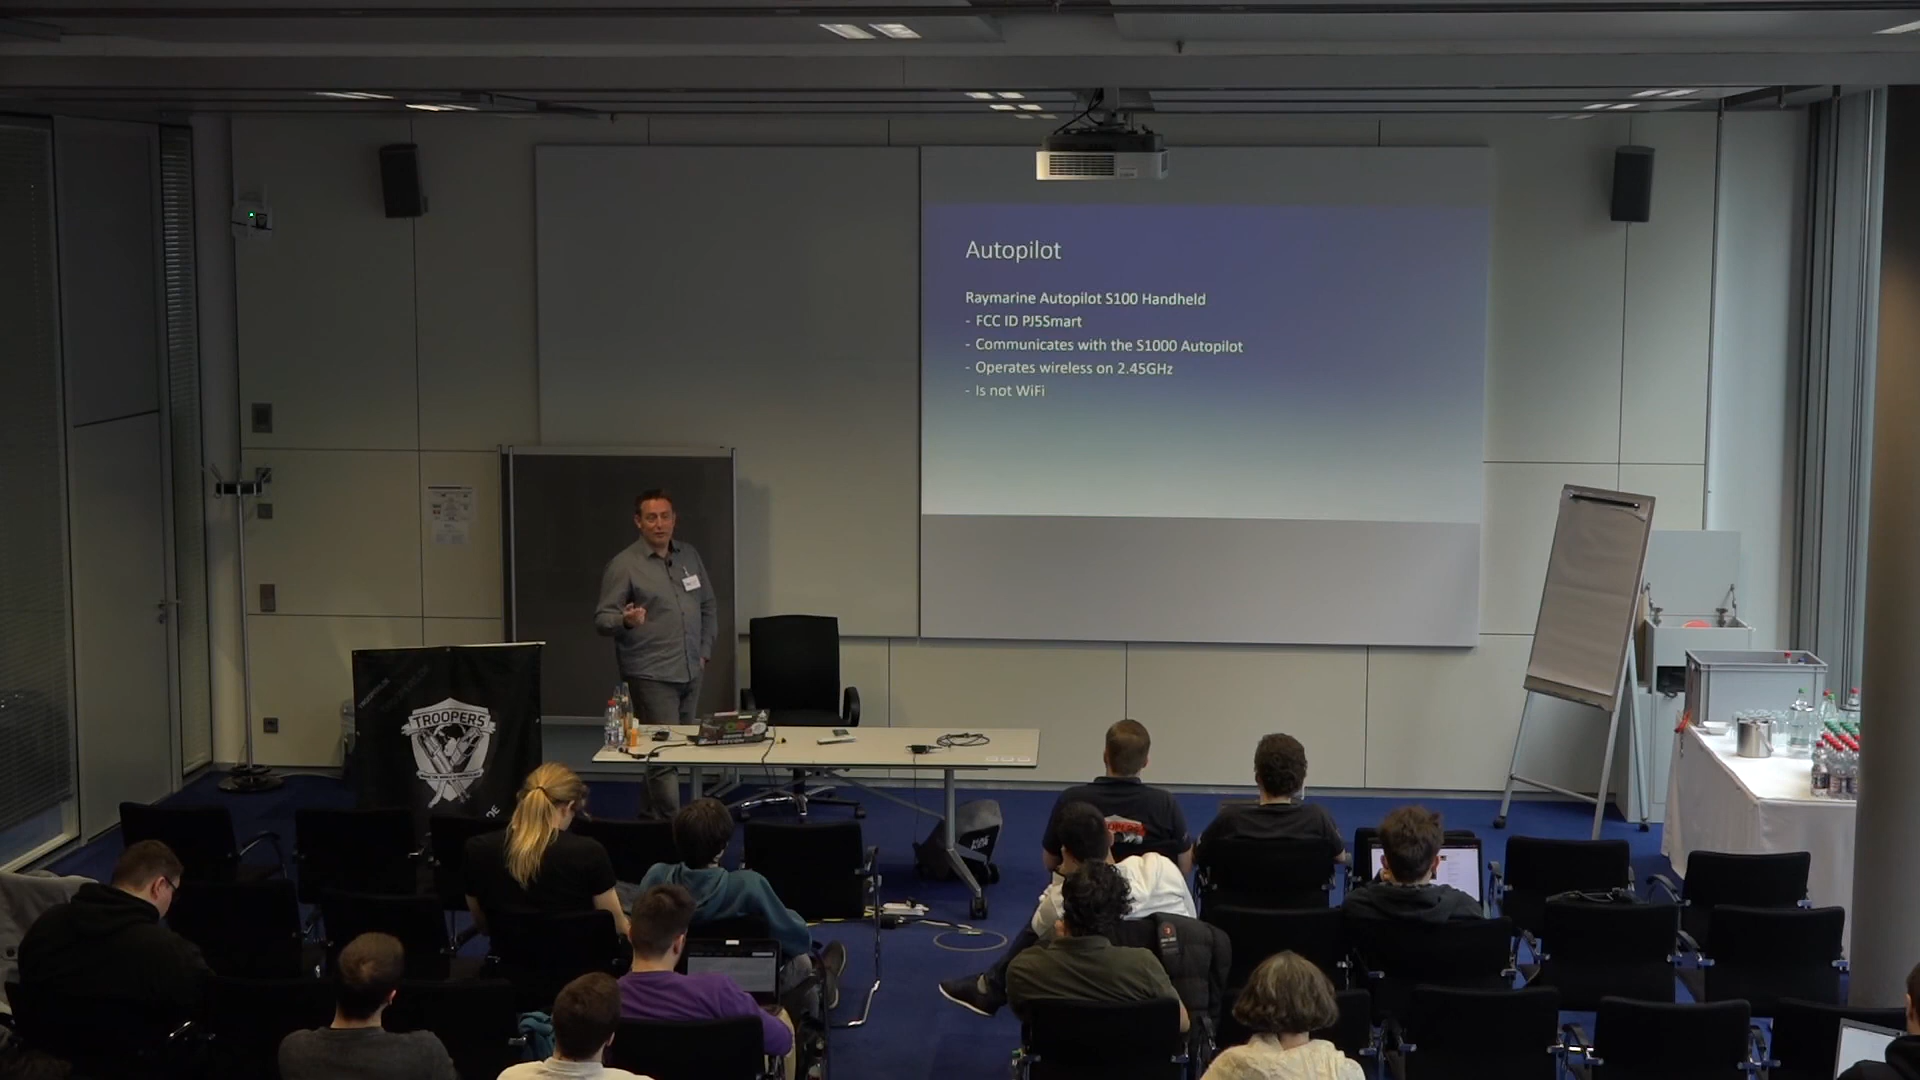 Autopilot
Raymarine Autopilot S100 Handheld
- FCC ID PJ5Smart
- Communicates with the S1000 Autopilot
- Operates wireless on 2.45GHz
- Is not WiFi
TROOPERS